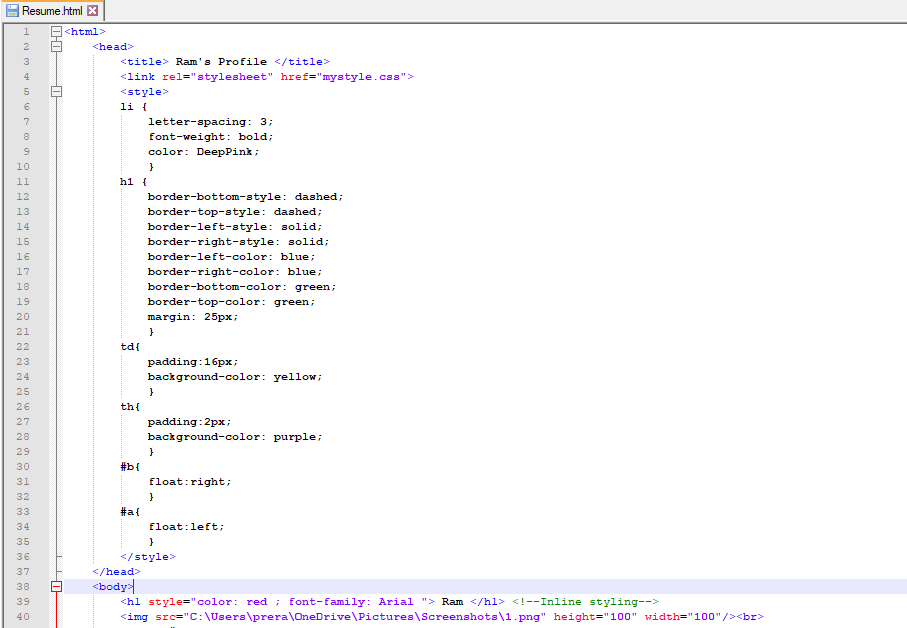 Resume.html
1 <html>
2 <head>
3 <title> Ram's Profile </title>
4 <link rel="stylesheet" href="mystyle.css">
5 <style>
6 li {
7 letter-spacing: 3;
8 font-weight: bold;
9 color: DeepPink;
10 }
11 h1 {
12 border-bottom-style: dashed;
13 border-top-style: dashed;
14 border-left-style: solid;
15 border-right-style: solid;
16 border-left-color: blue;
17 border-right-color: blue;
18 border-bottom-color: green;
19 border-top-color: green;
20 margin: 25px;
21 }
22 td{
23 padding:16px;
24 background-color: yellow;
25 }
26 th{
27 padding:2px;
28 background-color: purple;
29 }
30 #b{
31 float:right;
32 }
33 #a{
34 float:left;
35 }
36 </style>
37 </head>
38 <body>
39 <h1 style="color: red ; font-family: Arial "> Ram </h1> <!--Inline styling-->
40 <img src="C:\Users\prera\OneDrive\Pictures\Screenshots\1.png" height="100" width="100"/><br>